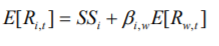 E[R_{i,t}] = SS_i + β_{i,w}E[R_{w,t}]